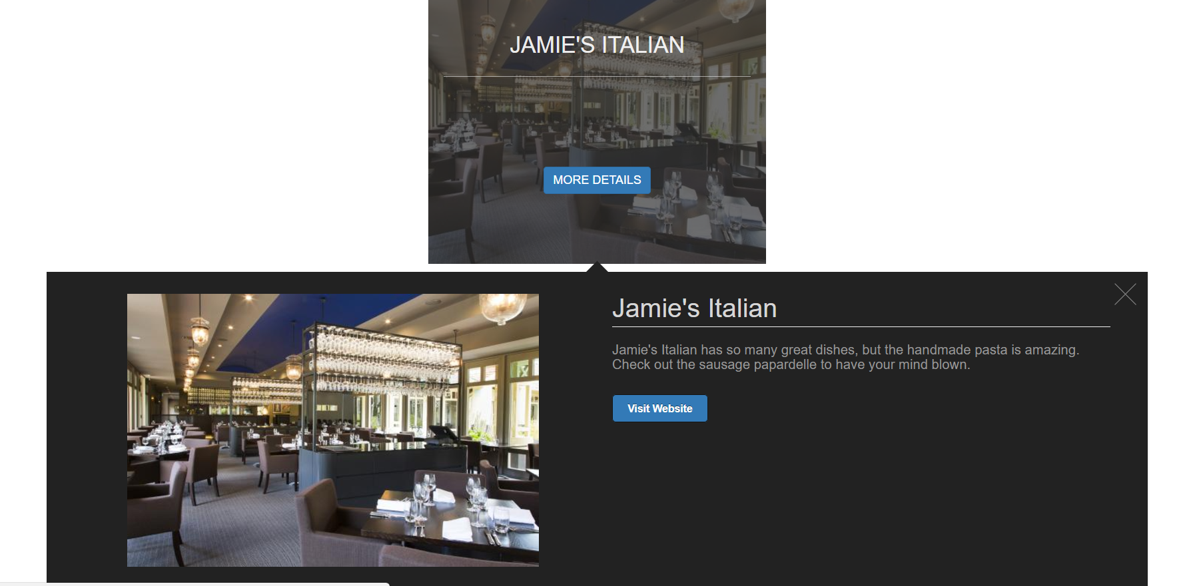 JAMIE'S ITALIAN
MORE DETAILS
Jamie's Italian
Jamie's Italian has so many great dishes, but the handmade pasta is amazing.
Check out the sausage papardelle to have your mind blown.
Visit Website